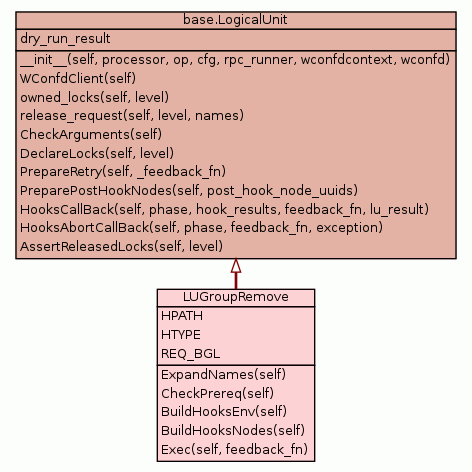 base.LogicalUnit
dry_run_result
__init__(self, processor, op, cfg, rpc_runner, wconfdcontext, wconfd)
WConfdClient(self)
owned_locks(self, level)
release_request(self, level, names)
CheckArguments(self)
DeclareLocks(self, level)
PrepareRetry(self, _feedback_fn)
PreparePostHookNodes(self, post_hook_node_uuids)
HooksCallBack(self, phase, hook_results, feedback_fn, lu_result)
HooksAbortCallBack(self, phase, feedback_fn, exception)
AssertReleasedLocks(self, level)
LUGroupRemove
HPATH
HTYPE
REQ_BGL
ExpandNames(self)
CheckPrereq(self)
BuildHooksEnv(self)
BuildHooksNodes(self)
Exec(self, feedback_fn)